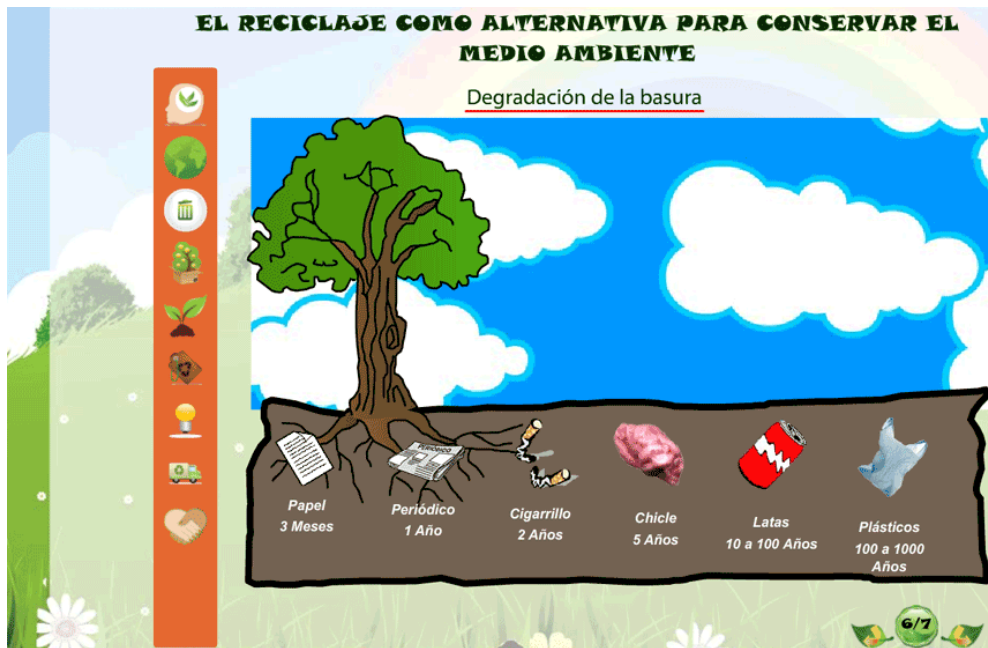 EL RECICLAJE COMO ALTERNATIVA PARA CONSERVAR EL
MEDIO AMBIENTE
Degradación de la basura
PERIÓDICO
Papel
3 Meses
Periódico
1 Año
Cigarrillo
2 Años
Chicle
5 Años
Latas
10 a 100 Años
Plásticos
100 a 1000
Años
6/7